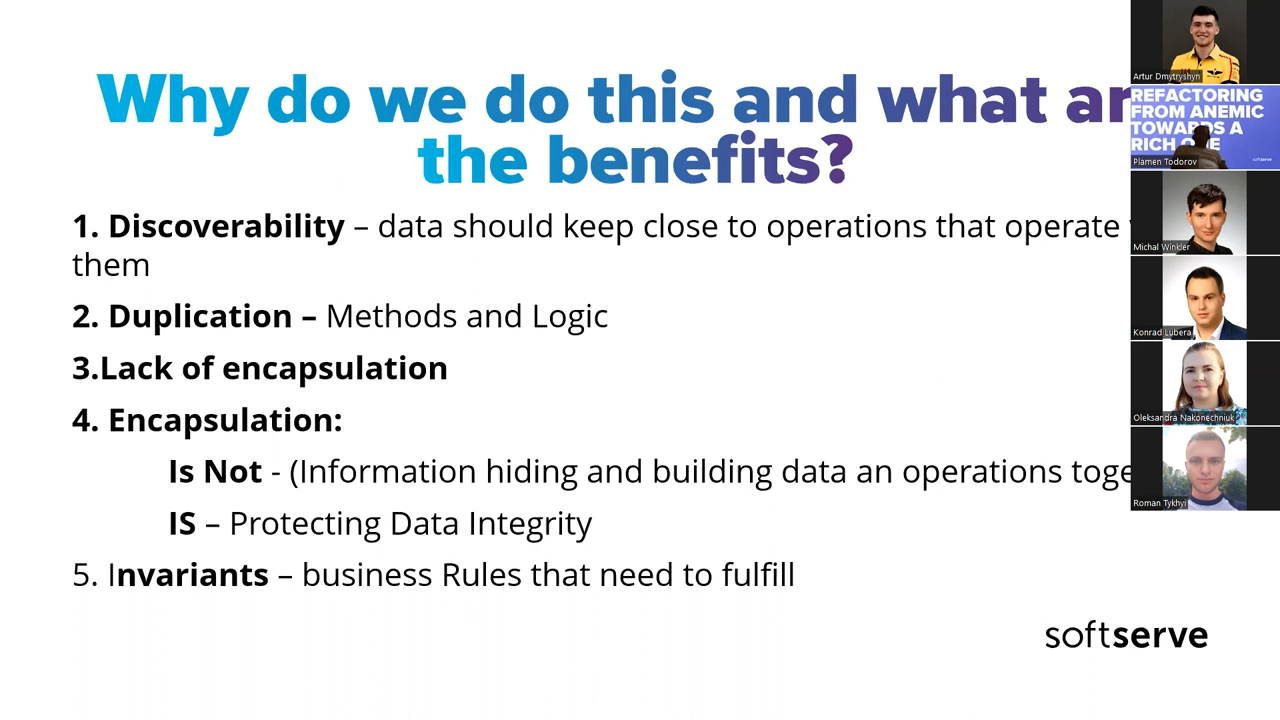 Why do we do this and what ar
the benefits?
1. Discoverability – data should keep close to operations that operate
them
2. Duplication – Methods and Logic
3.Lack of encapsulation
4. Encapsulation:
Is Not - (Information hiding and building data an operations toge
IS – Protecting Data Integrity
5. Invariants – business Rules that need to fulfill
softserve
Artur Dmytryshyn
REFACTORING
FROM ANEMIC
TOWARDS A
RICH
softserve
Plamen Todorov
Michal Winkler
Konrad Lubera
Oleksandra Nakonechniuk
Roman Tykhyi